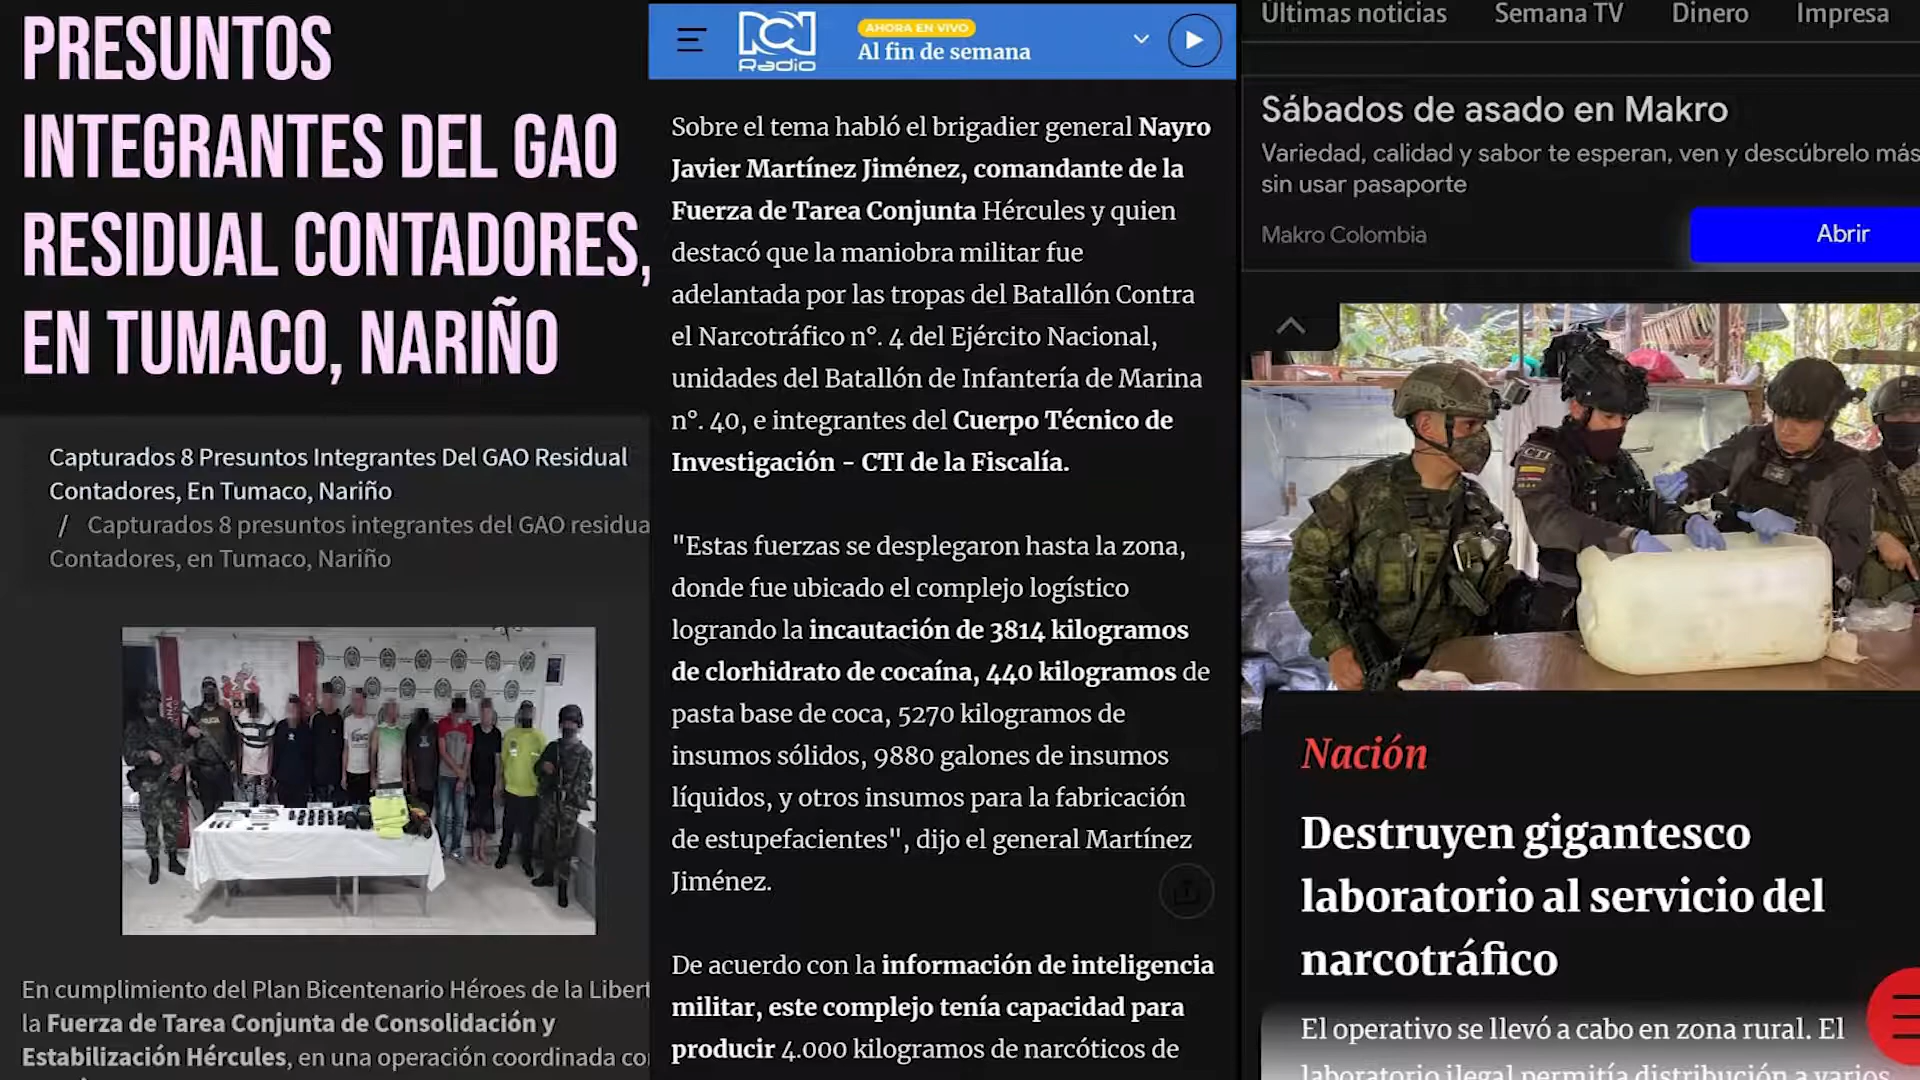 PRESUNTOS
INTEGRANTES DEL GAO
RESIDUAL CONTADORES,
EN TUMACO, NARIÑO
Capturados 8 Presuntos Integrantes Del GAO Residual
Contadores, En Tumaco, Nariño
/ Capturados 8 presuntos integrantes del GAO residua
Contadores, en Tumaco, Nariño
En cumplimiento del Plan Bicentenario Héroes de la Libert
la Fuerza de Tarea Conjunta de Consolidación y
Estabilización Hércules, en una operación coordinada co
RCN
Radio
AHORA EN VIVO
Al fin de semana
Sobre el tema habló el brigadier general Nayro
Javier Martínez Jiménez, comandante de la
Fuerza de Tarea Conjunta Hércules y quien
destacó que la maniobra militar fue
adelantada por las tropas del Batallón Contra
el Narcotráfico n°. 4 del Ejército Nacional,
unidades del Batallón de Infantería de Marina
n°. 40, e integrantes del Cuerpo Técnico de
Investigación - CTI de la Fiscalía.
"Estas fuerzas se desplegaron hasta la zona,
donde fue ubicado el complejo logístico
logrando la incautación de 3814 kilogramos
de clorhidrato de cocaína, 440 kilogramos de
pasta base de coca, 5270 kilogramos de
insumos sólidos, 9880 galones de insumos
líquidos, y otros insumos para la fabricación
de estupefacientes", dijo el general Martínez
Jiménez.
De acuerdo con la información de inteligencia
militar, este complejo tenía capacidad para
producir 4.000 kilogramos de narcóticos de
Últimas noticias Semana TV Dinero Impresa
Sábados de asado en Makro
Variedad, calidad y sabor te esperan, ven y descúbrelo más
sin usar pasaporte
Makro Colombia
Abrir
CTI
Nación
Destruyen gigantesco
laboratorio al servicio del
narcotráfico
El operativo se llevó a cabo en zona rural. El
laboratorio ilegal permitía distribución a varios